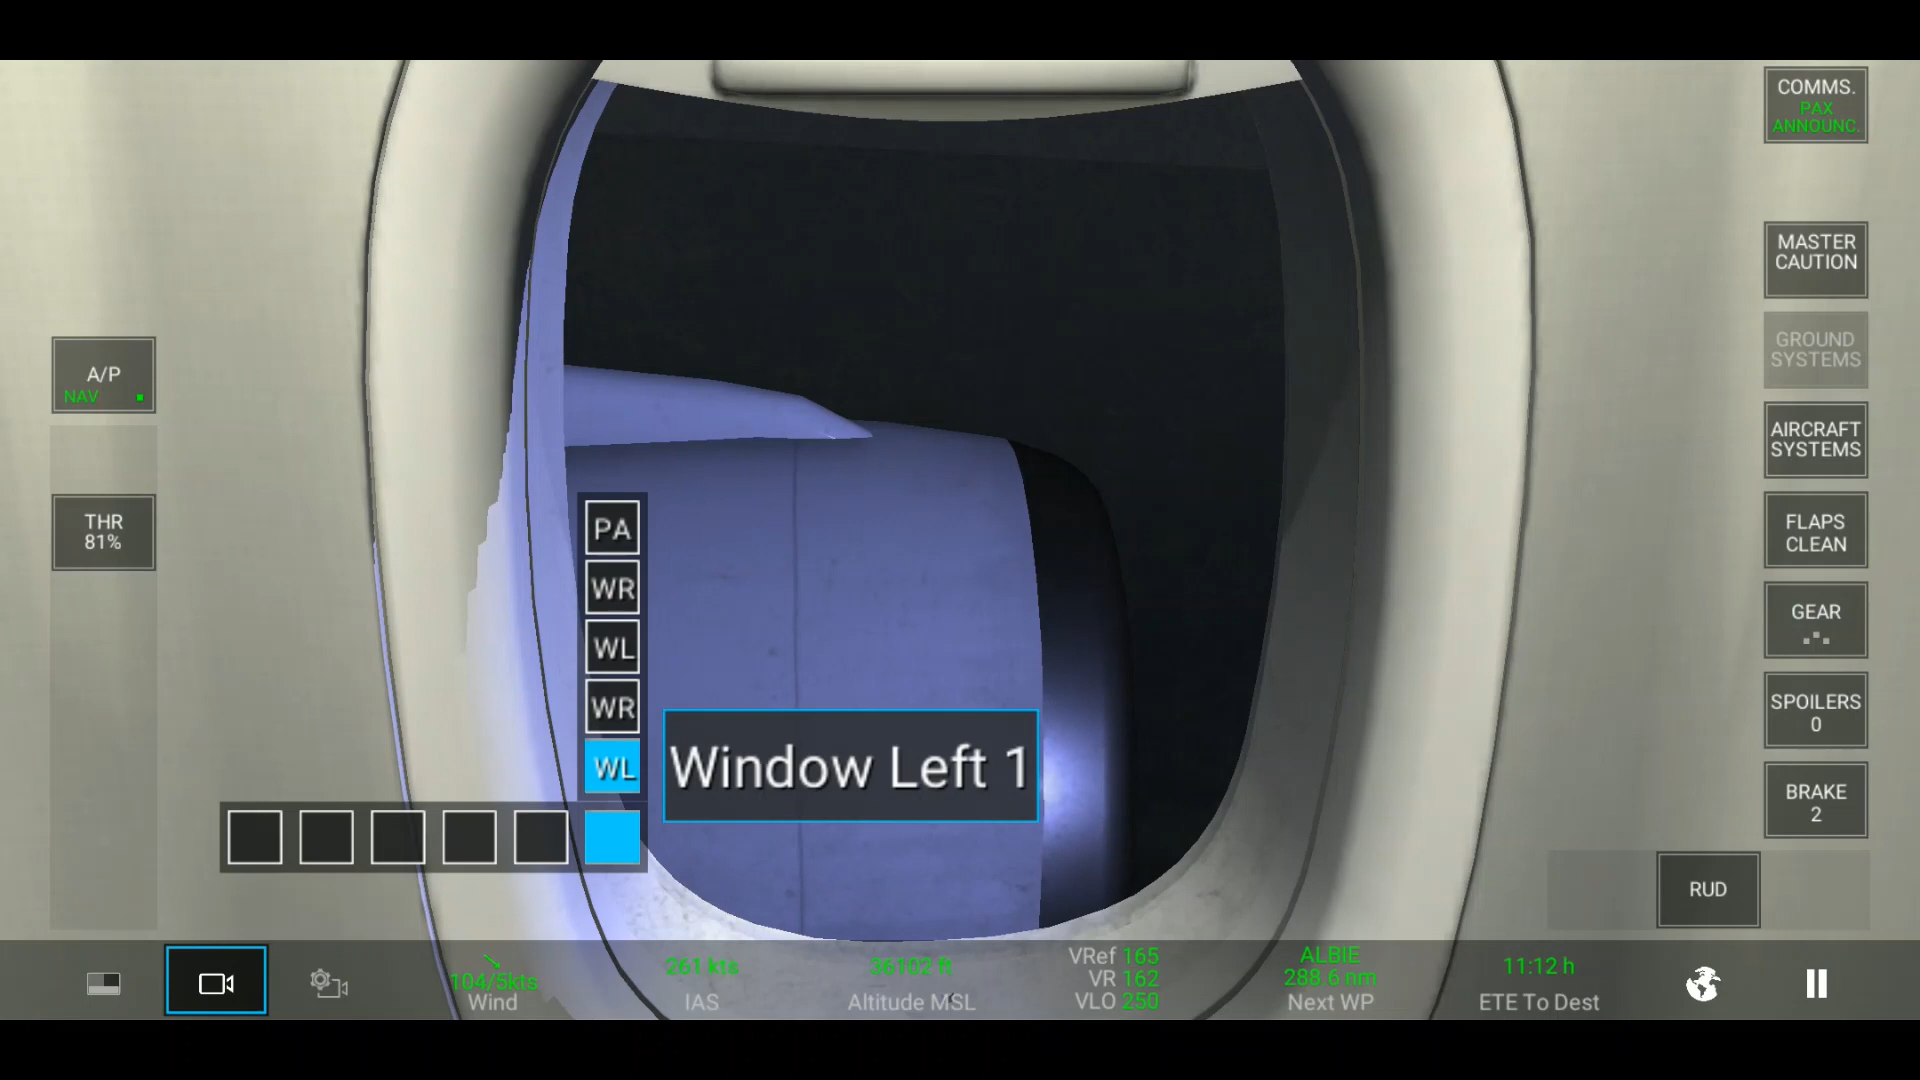 COMMS.
PAX
ANNOUNC.
MASTER
CAUTION
GROUND
SYSTEMS
A/P
NAV
AIRCRAFT
SYSTEMS
THR
81%
FLAPS
CLEAN
PA
WR
WL
WR
WL
Window Left 1
GEAR
SPOILERS
0
BRAKE
2
RUD
104/5kts
Wind
261 kts
IAS
36102 ft
Altitude MSL
VRef 165
VR 162
VLO 250
ALBIE
288.6 nm
Next WP
11:12 h
ETE To Dest